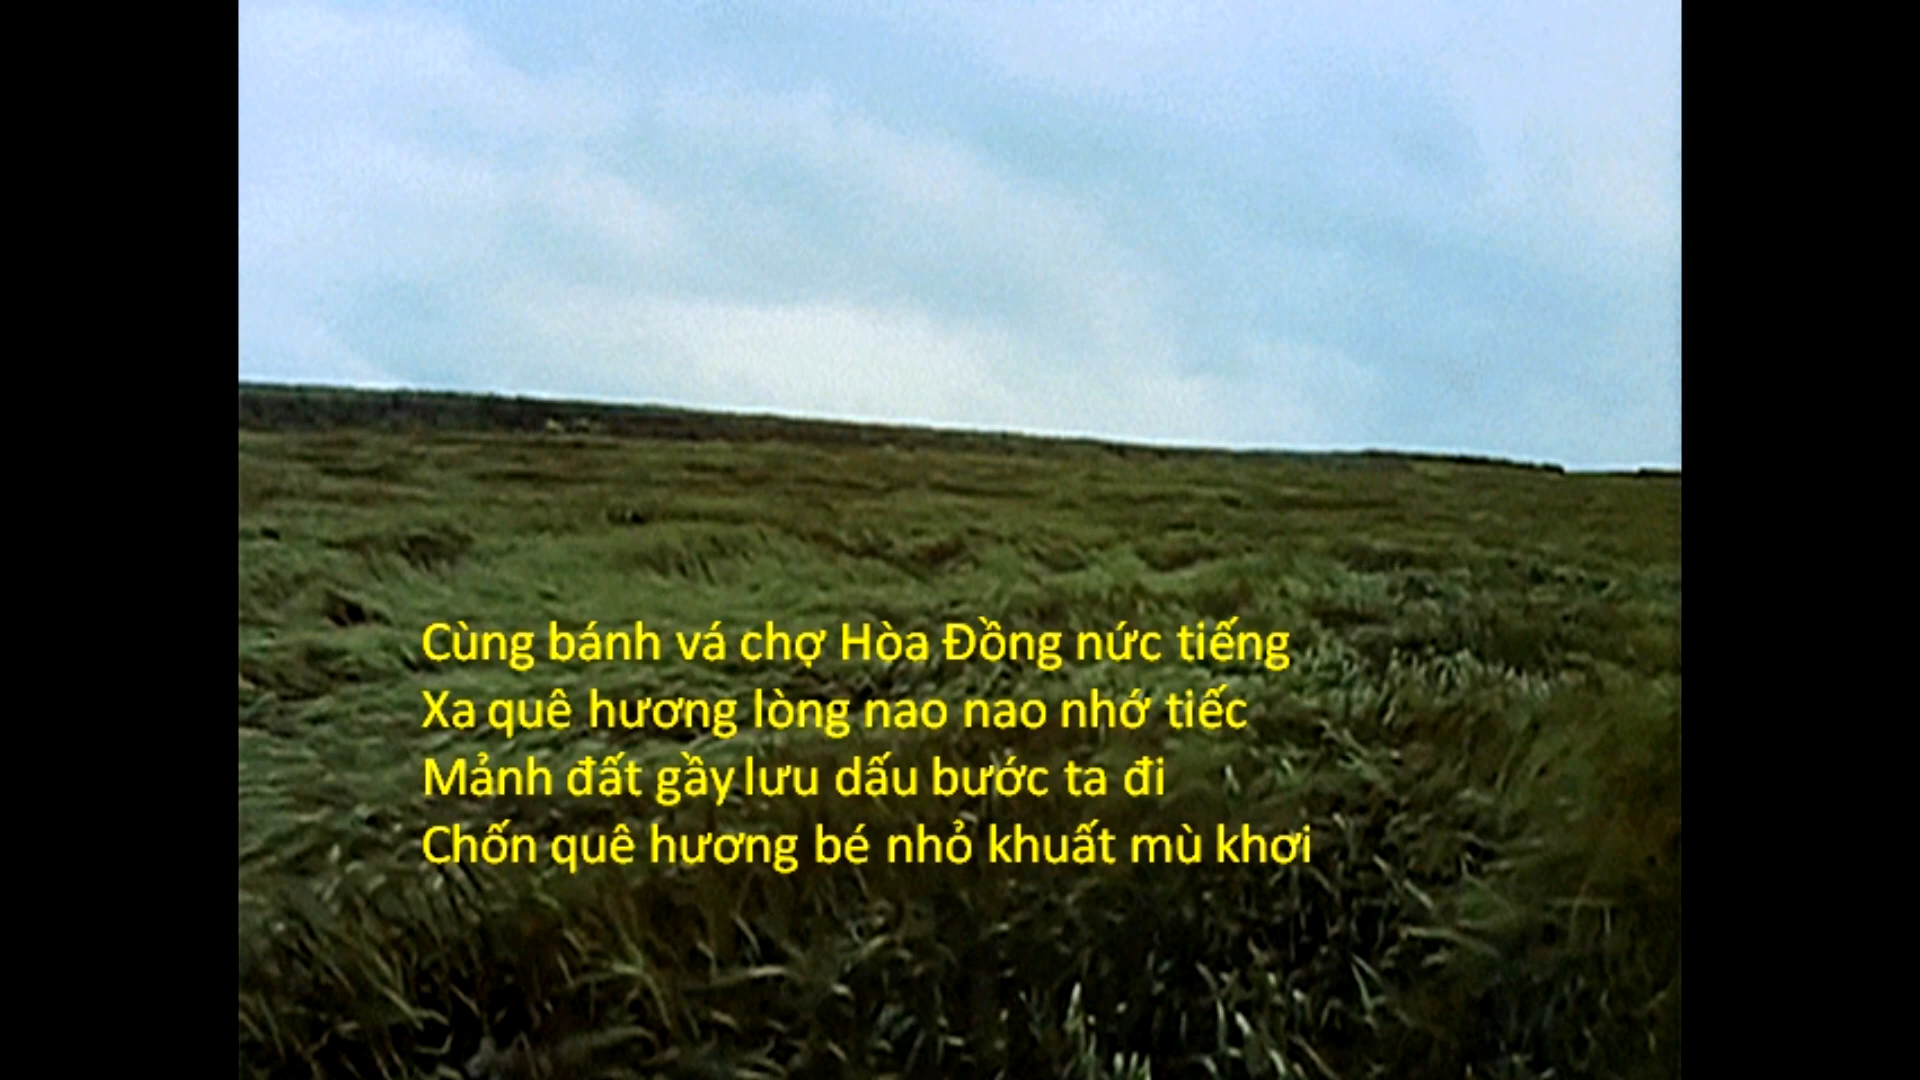 Cùng bánh vá chợ Hòa Đồng nức tiếng
Xa quê hương lòng nao nao nhớ tiếc
Mảnh đất gầy lưu dấu bước ta đi
Chốn quê hương bé nhỏ khuất mù khơi